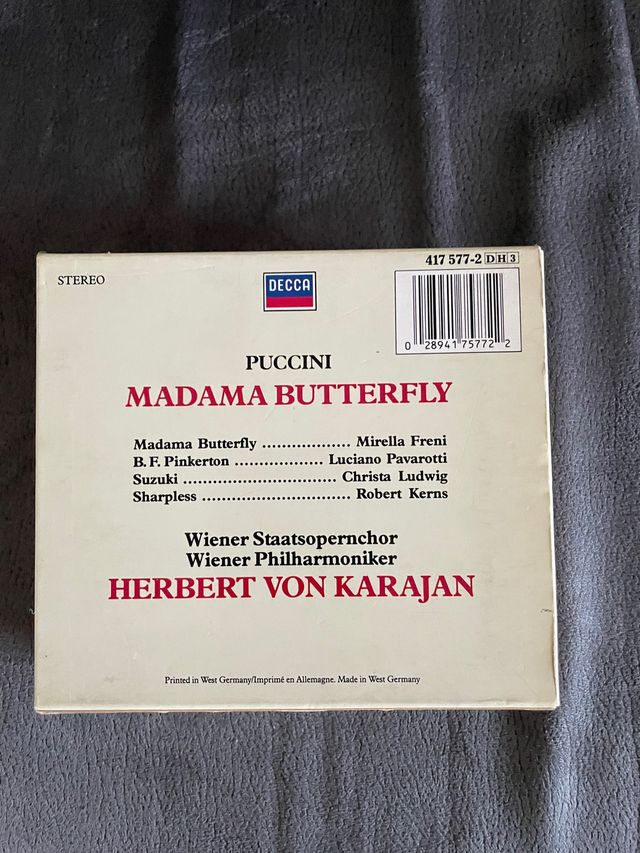 417 577-2 DH3
STEREO
DECCA
0 28941 75772 2
PUCCINI
MADAMA BUTTERFLY
Madama Butterfly .................. Mirella Freni
B. F. Pinkerton .................. Luciano Pavarotti
Suzuki ............................... Christa Ludwig
Sharpless .............................. Robert Kerns
Wiener Staatsopernchor
Wiener Philharmoniker
HERBERT VON KARAJAN
Printed in West Germany/Imprimé en Allemagne. Made in West Germany